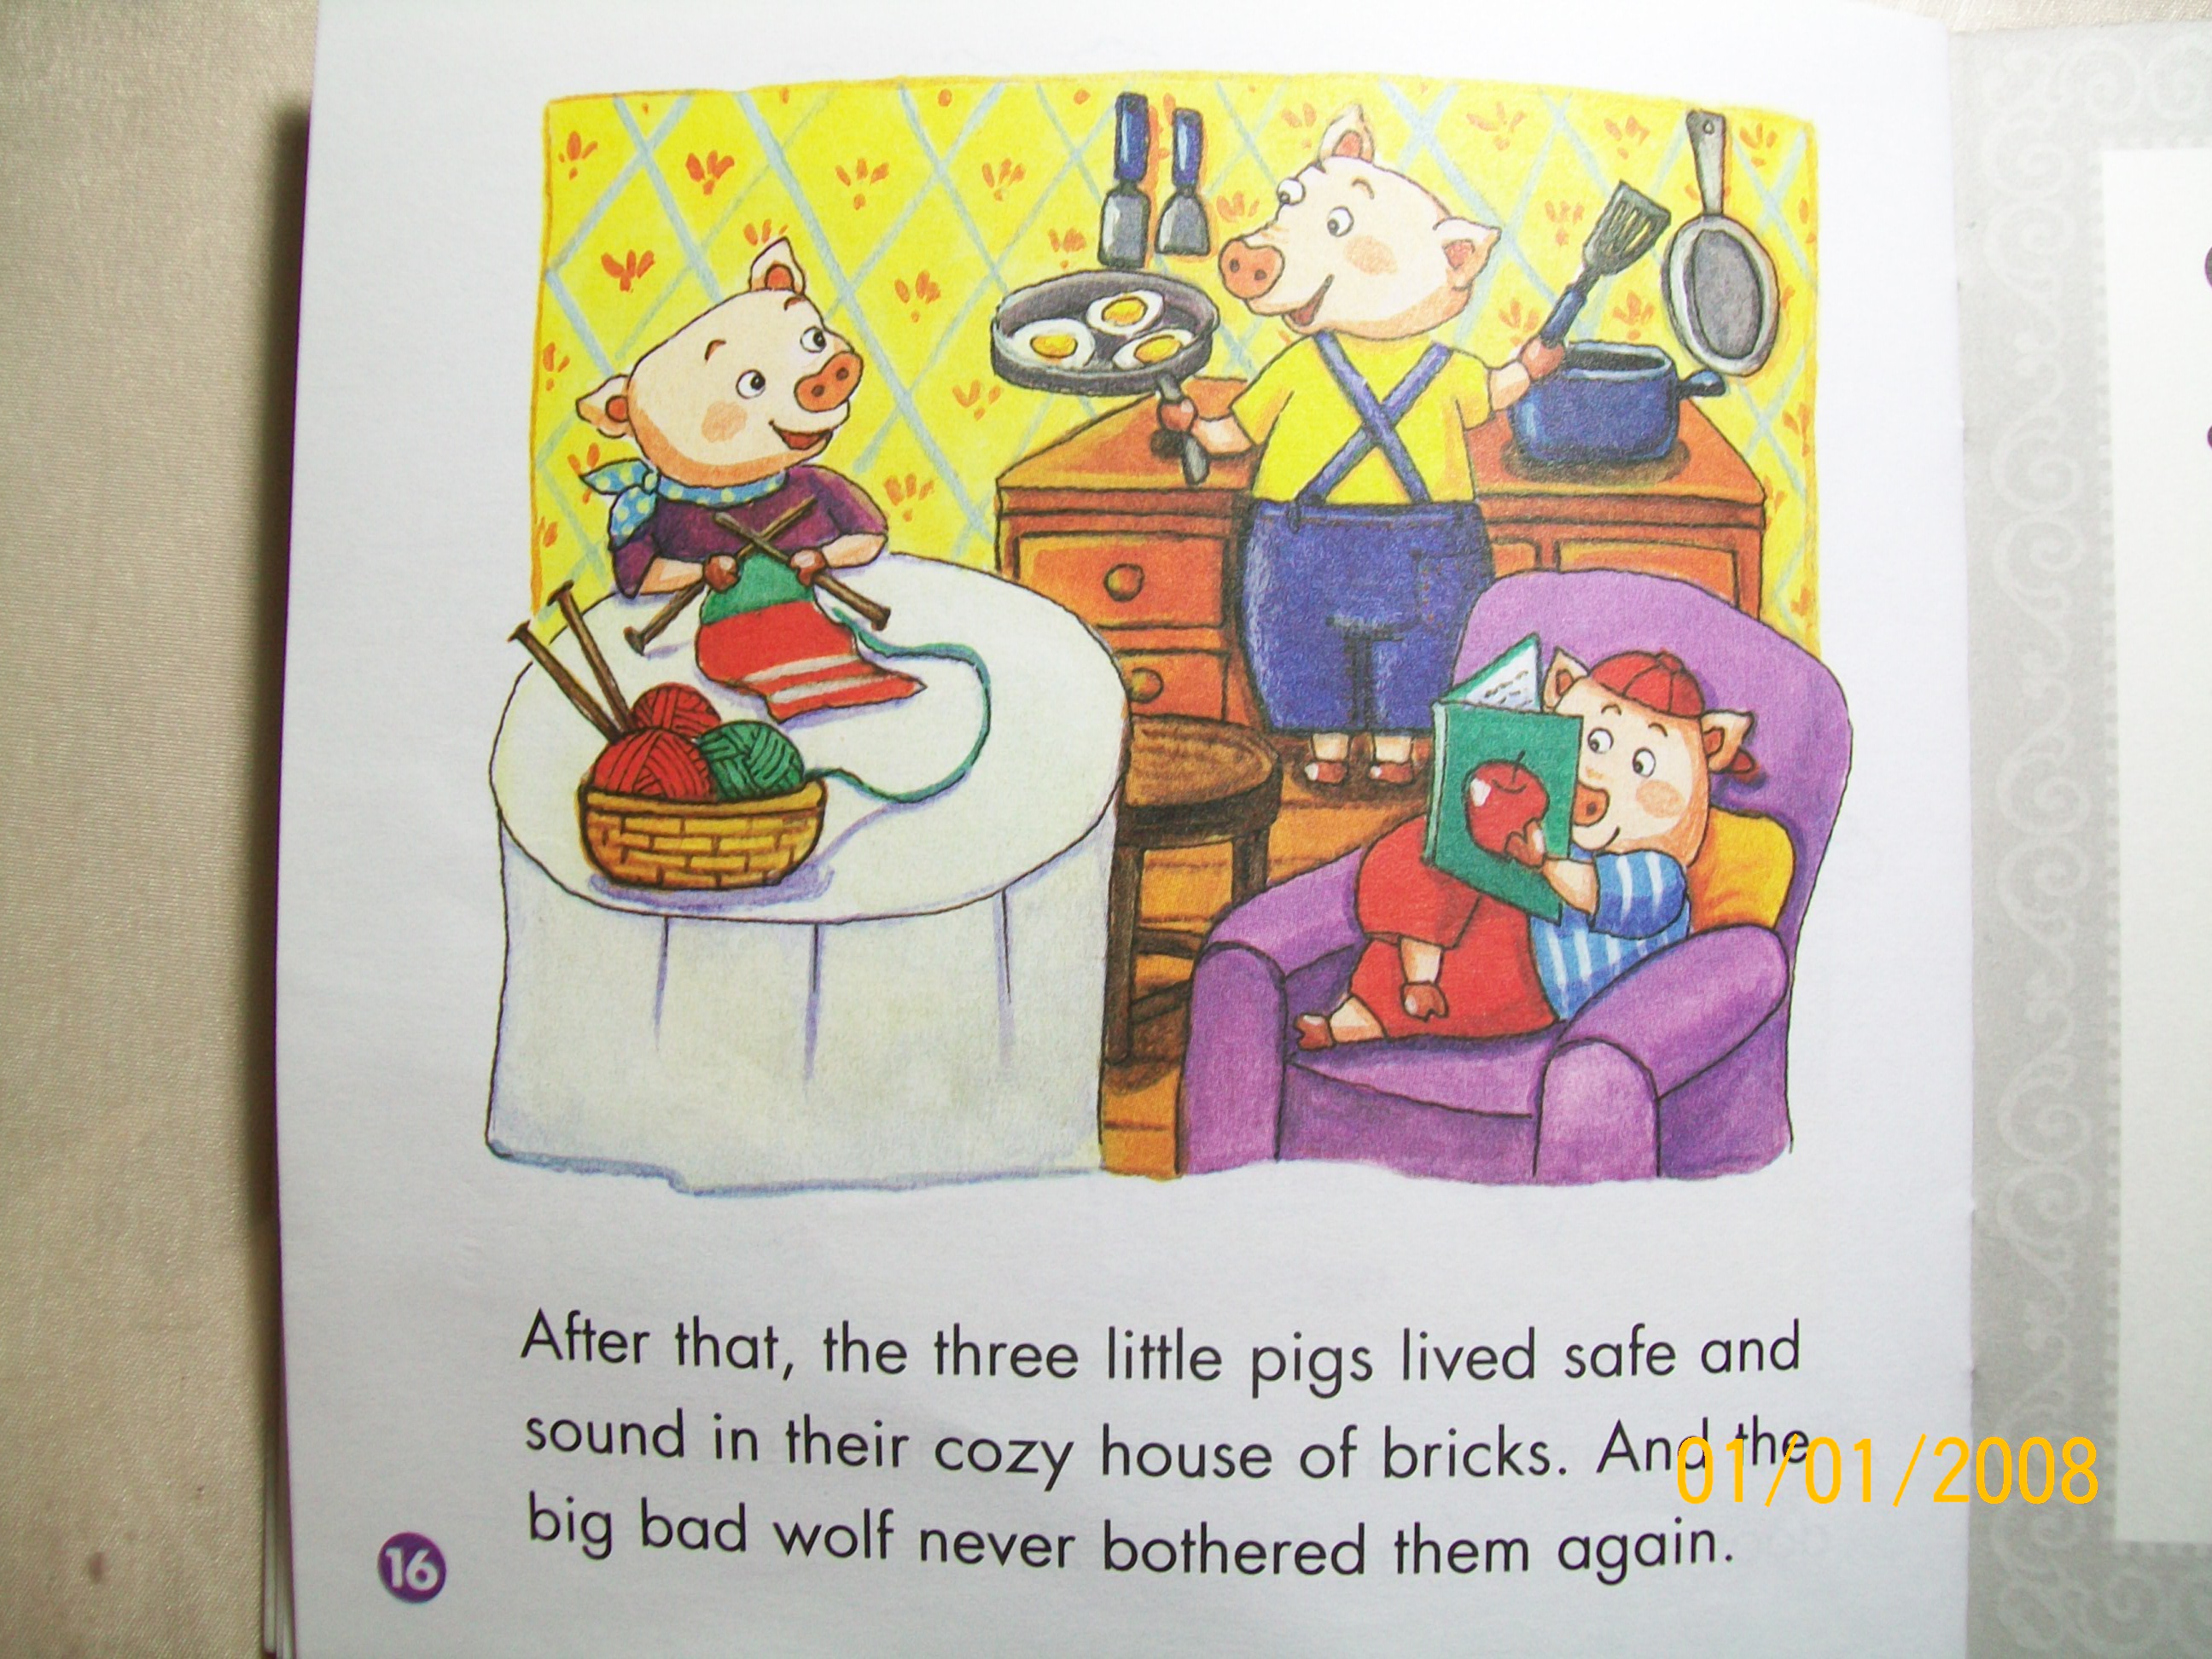 After that, the three little pigs lived safe and
sound in their cozy house of bricks. And the
big bad wolf never bothered them again.
01/01/2008
16